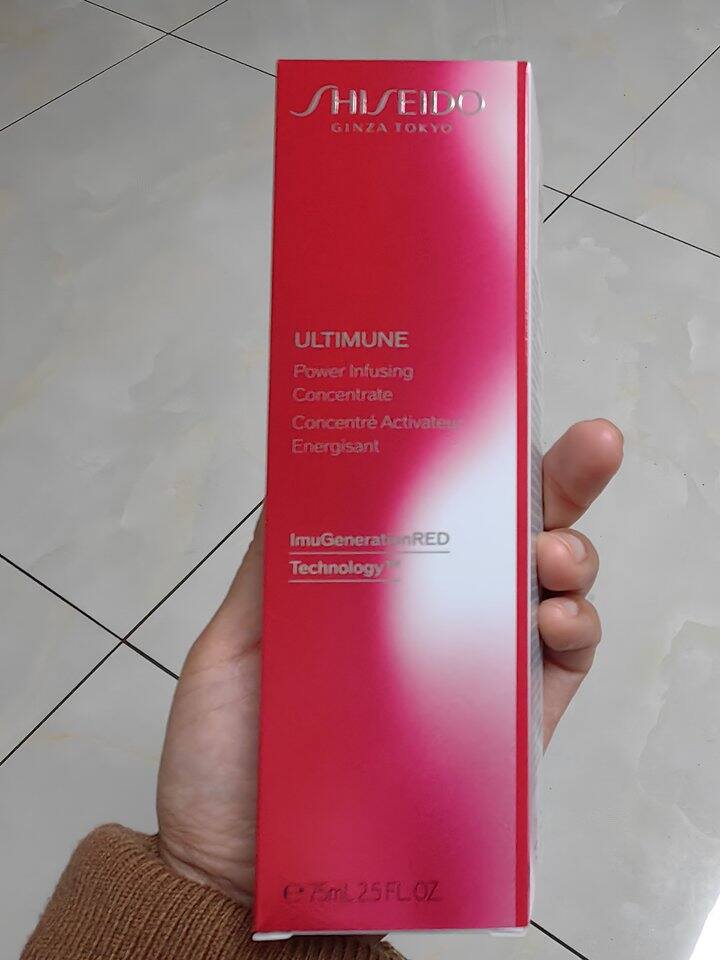 SHISEIDO
GINZA TOKYO
ULTIMUNE
Power Infusing
Concentrate
Concentré Activateur
Energisant
ImuGenerationRED
Technology™
℮ 75mL 2.5 FL.OZ.